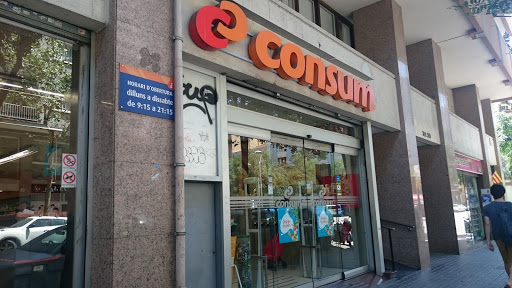 consum
HORARI D'OBERTURA
dilluns a dissabte
de 9:15 a 21:15
consum